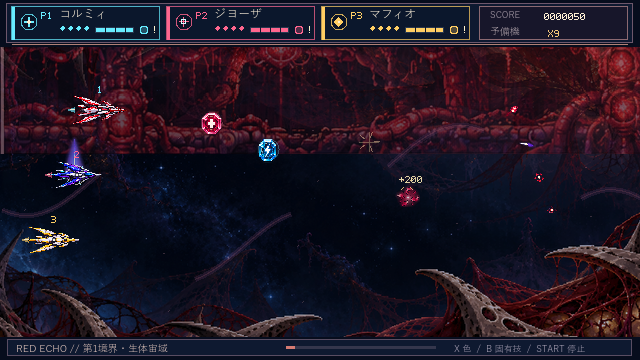 P1 コルミィ
!
P2 ジョーザ
!
P3 マフィオ
!
SCORE 0000050
予備機 X9
1
2
3
+200
RED ECHO // 第1境界・生体宙域
X 色 / B 固有技 / START 停止